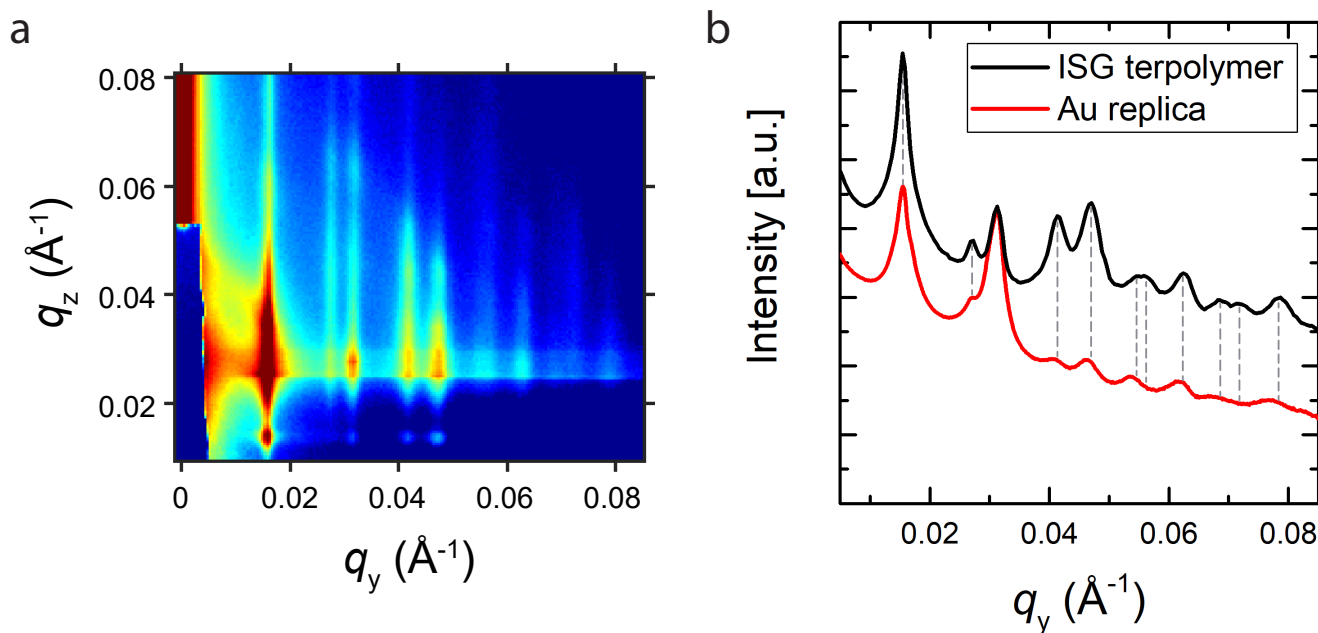 a
0.08
0.06
0.04
0.02
qz (Å-1)
0
0.02
0.04
0.06
0.08
qy (Å-1)
b
ISG terpolymer
Au replica
Intensity [a.u.]
0.02
0.04
0.06
0.08
qy (Å-1)